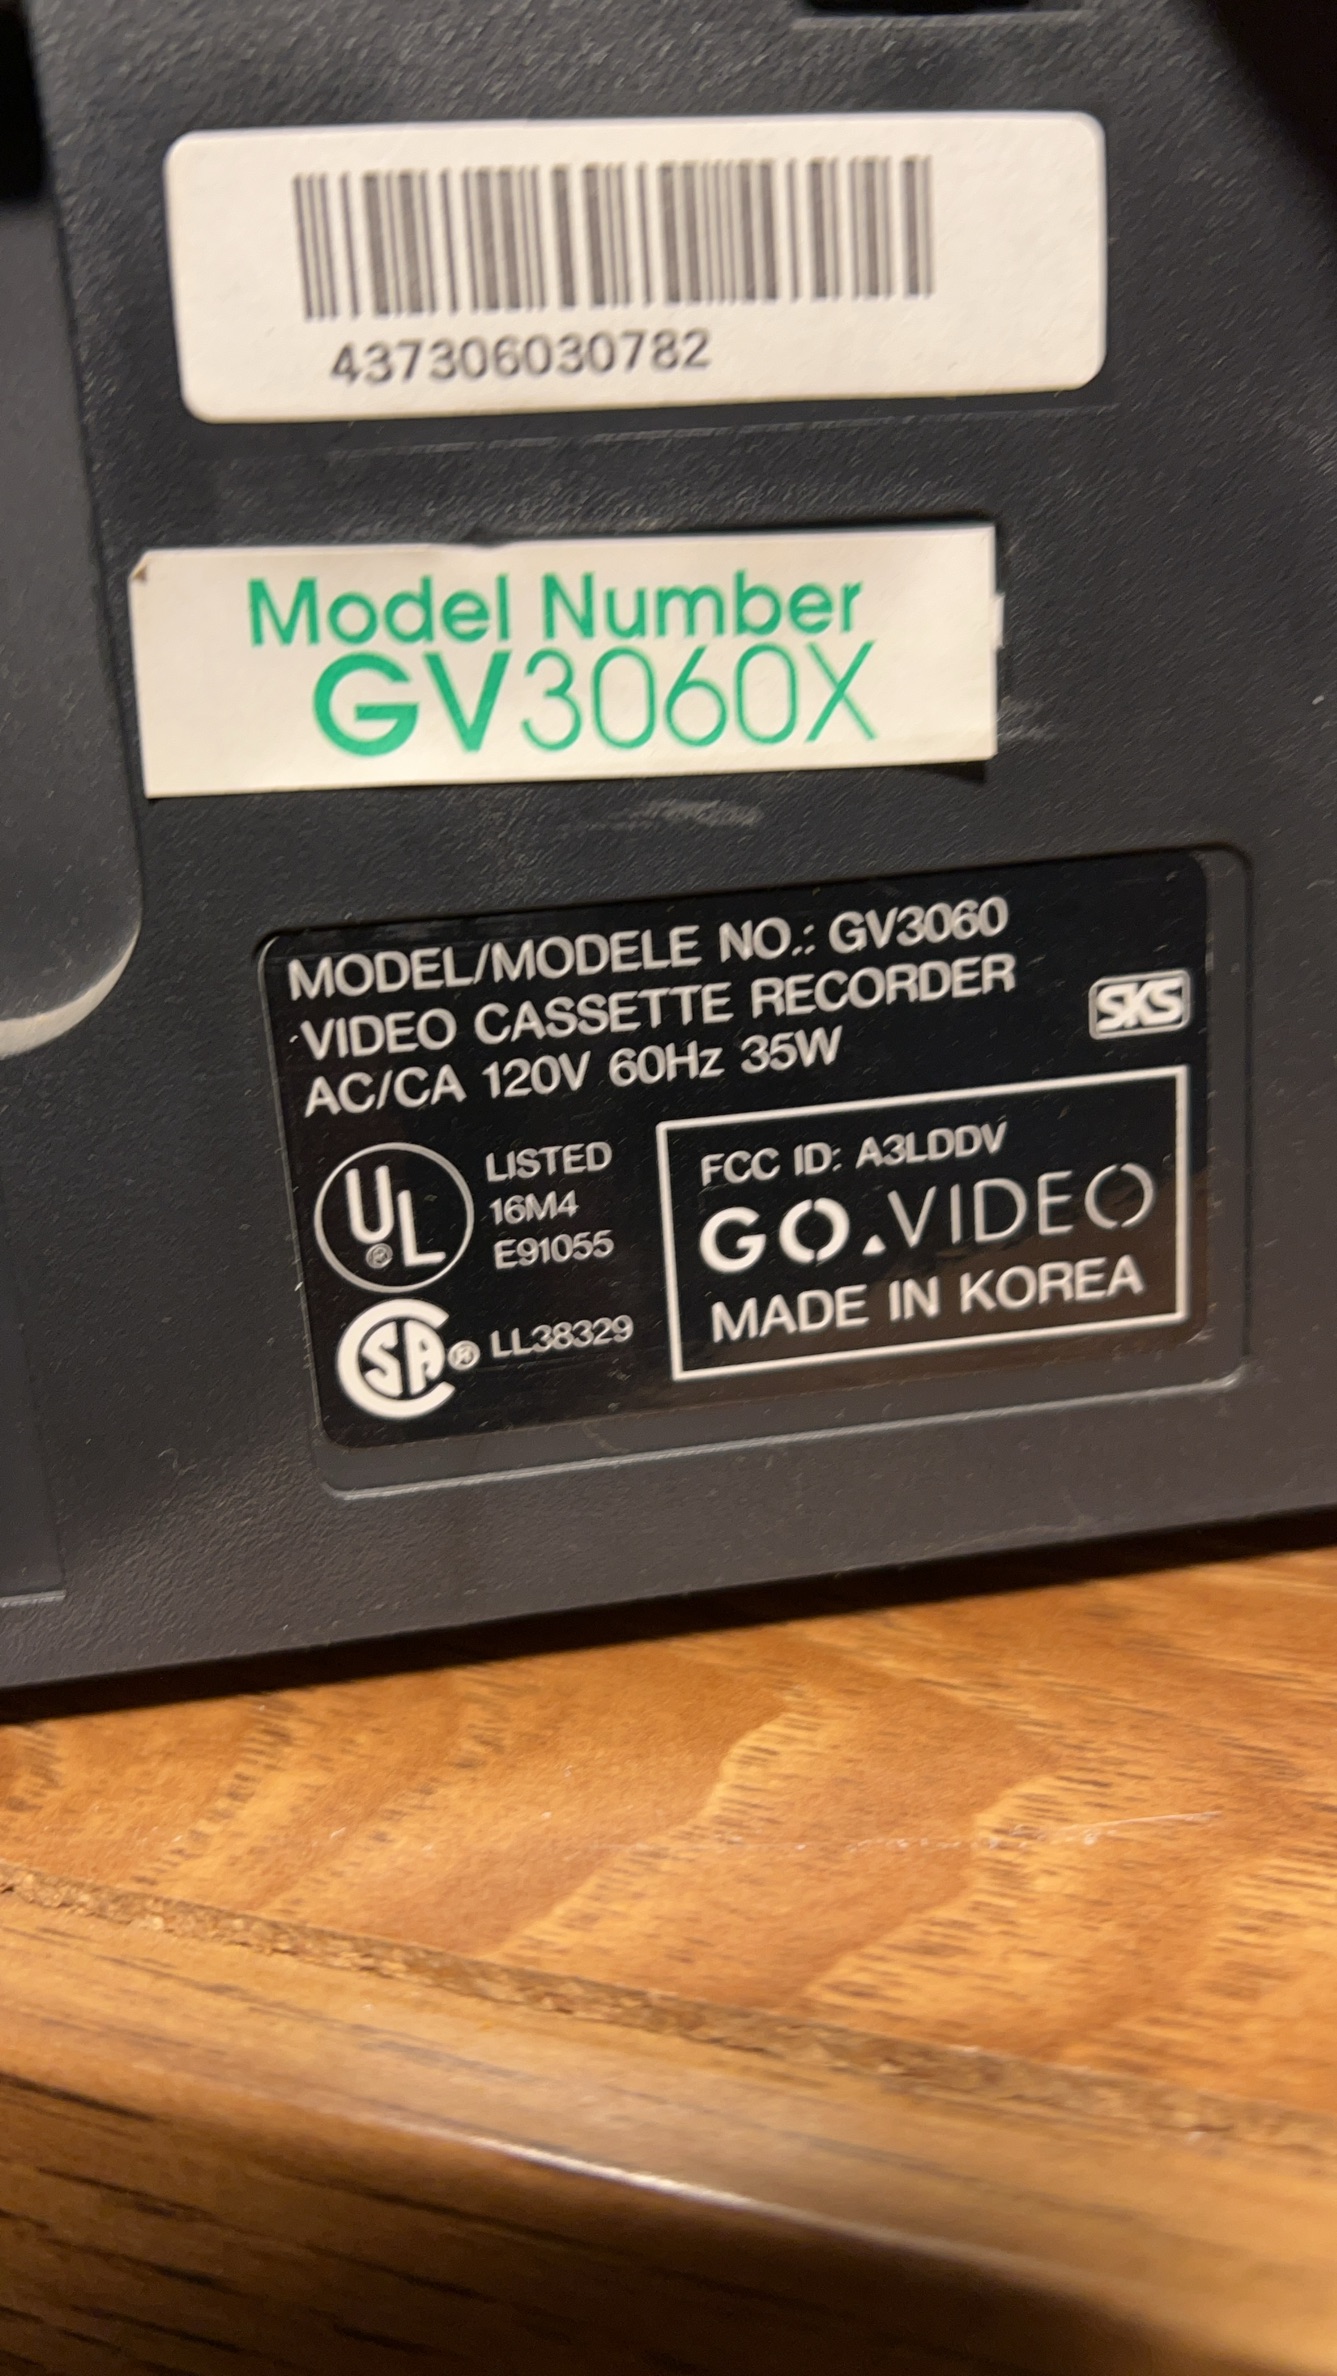 437306030782
Model Number
GV3060X
MODEL/MODELE NO.: GV3060
VIDEO CASSETTE RECORDER
AC/CA 120V 60Hz 35W
SKS
UL
®
LISTED
16M4
E91055
SA ® LL38329
FCC ID: A3LDDV
GO.VIDEO
MADE IN KOREA